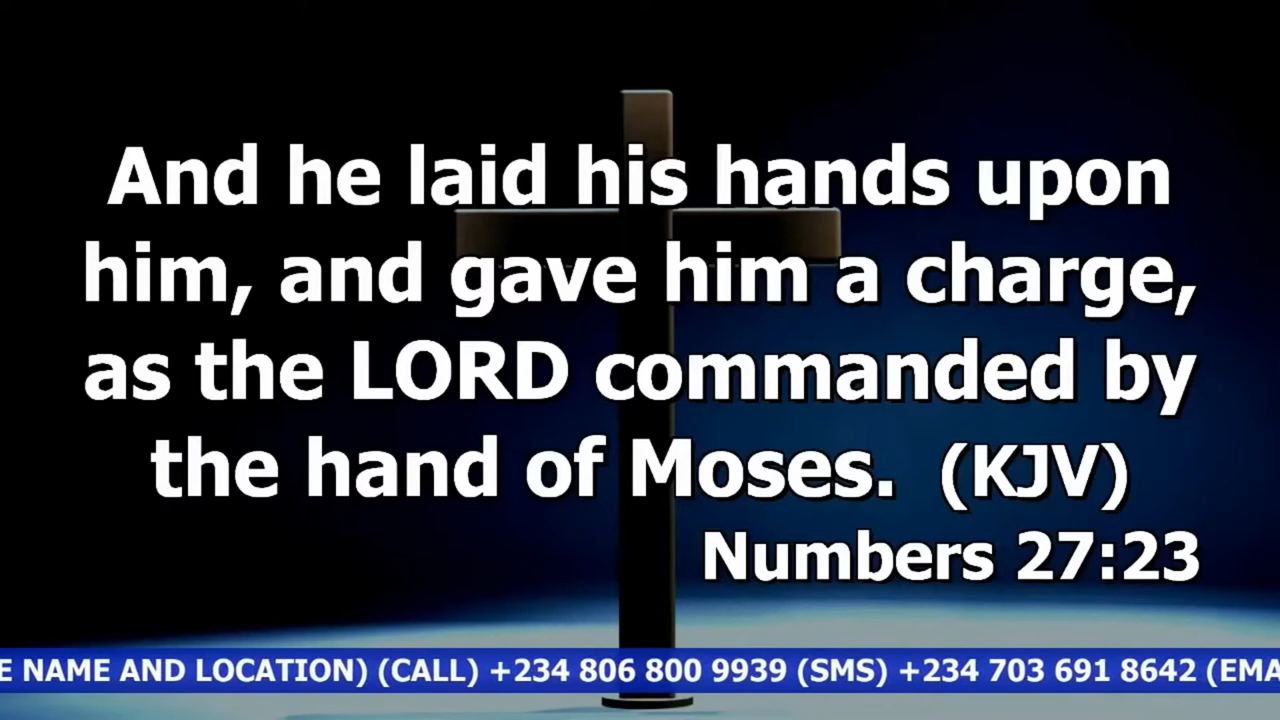 And he laid his hands upon
him, and gave him a charge,
as the LORD commanded by
the hand of Moses. (KJV)
Numbers 27:23
NAME AND LOCATION) (CALL) +234 806 800 9939 (SMS) +234 703 691 8642